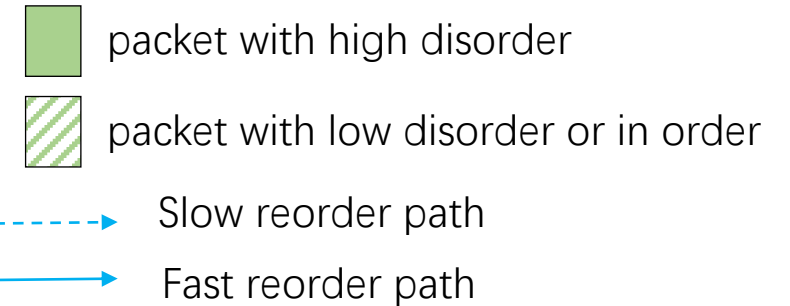 packet with high disorder
packet with low disorder or in order
Slow reorder path
Fast reorder path